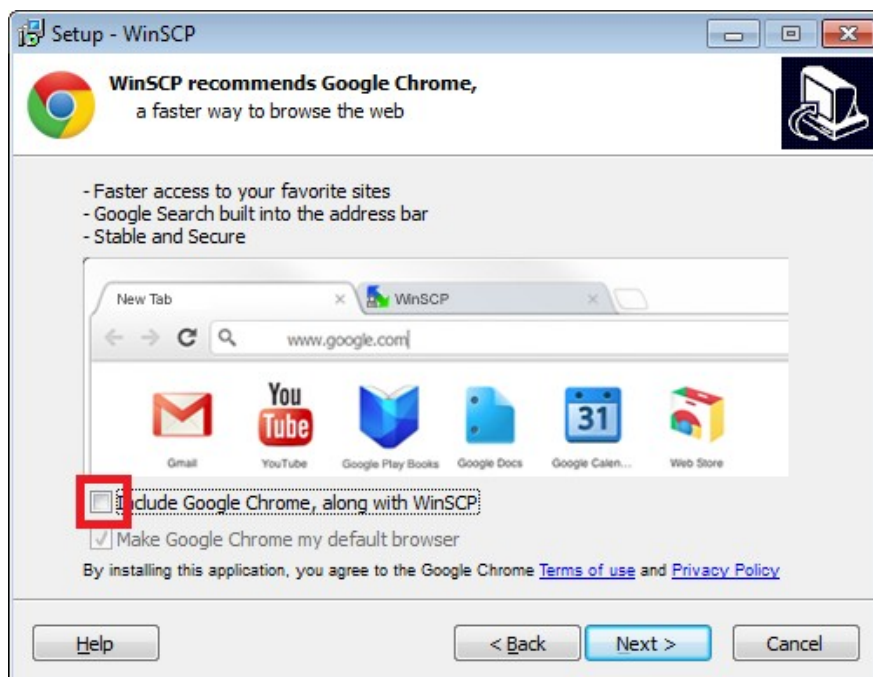 Setup - WinSCP
WinSCP recommends Google Chrome,
a faster way to browse the web
- Faster access to your favorite sites
- Google Search built into the address bar
- Stable and Secure
New Tab
WinSCP
www.google.com
31
You
Tube
Gmail
YouTube
Google Play Books
Google Docs
Google Calen...
Web Store
Include Google Chrome, along with WinSCP
Make Google Chrome my default browser
By installing this application, you agree to the Google Chrome Terms of use and Privacy Policy
Help
< Back
Next >
Cancel